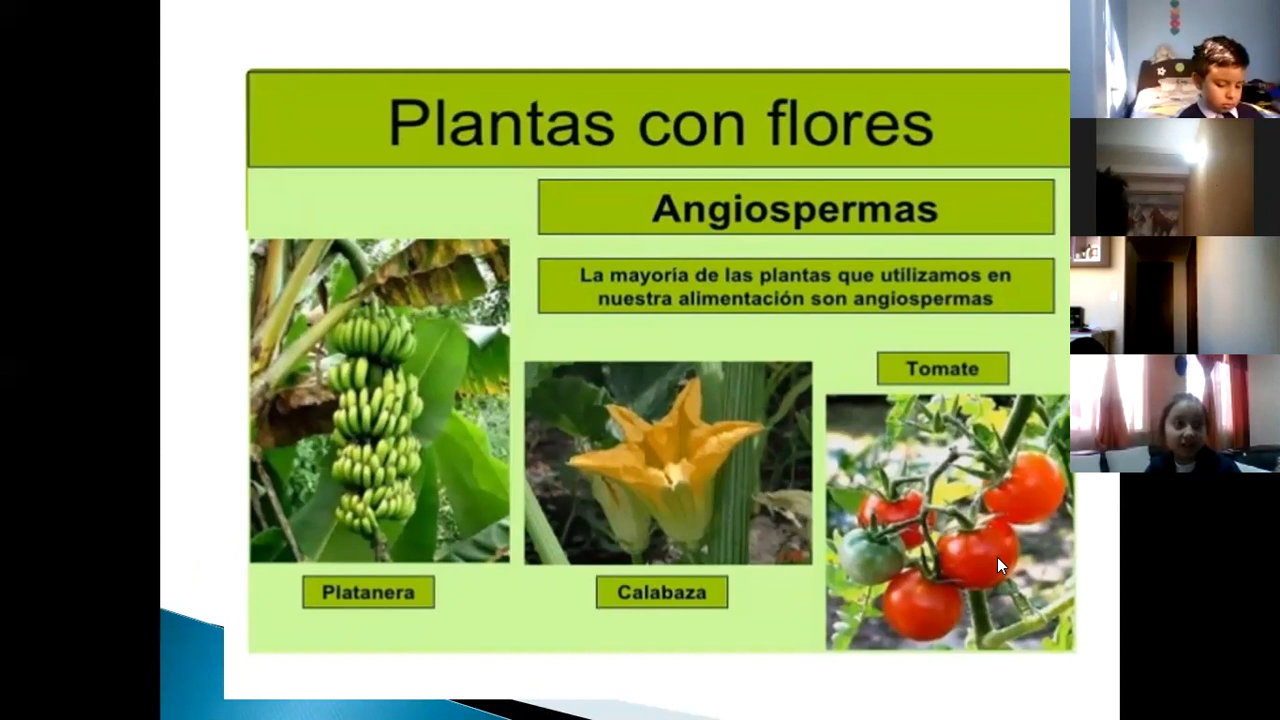 Plantas con flores
Angiospermas
La mayoría de las plantas que utilizamos en
nuestra alimentación son angiospermas
Tomate
Platanera
Calabaza